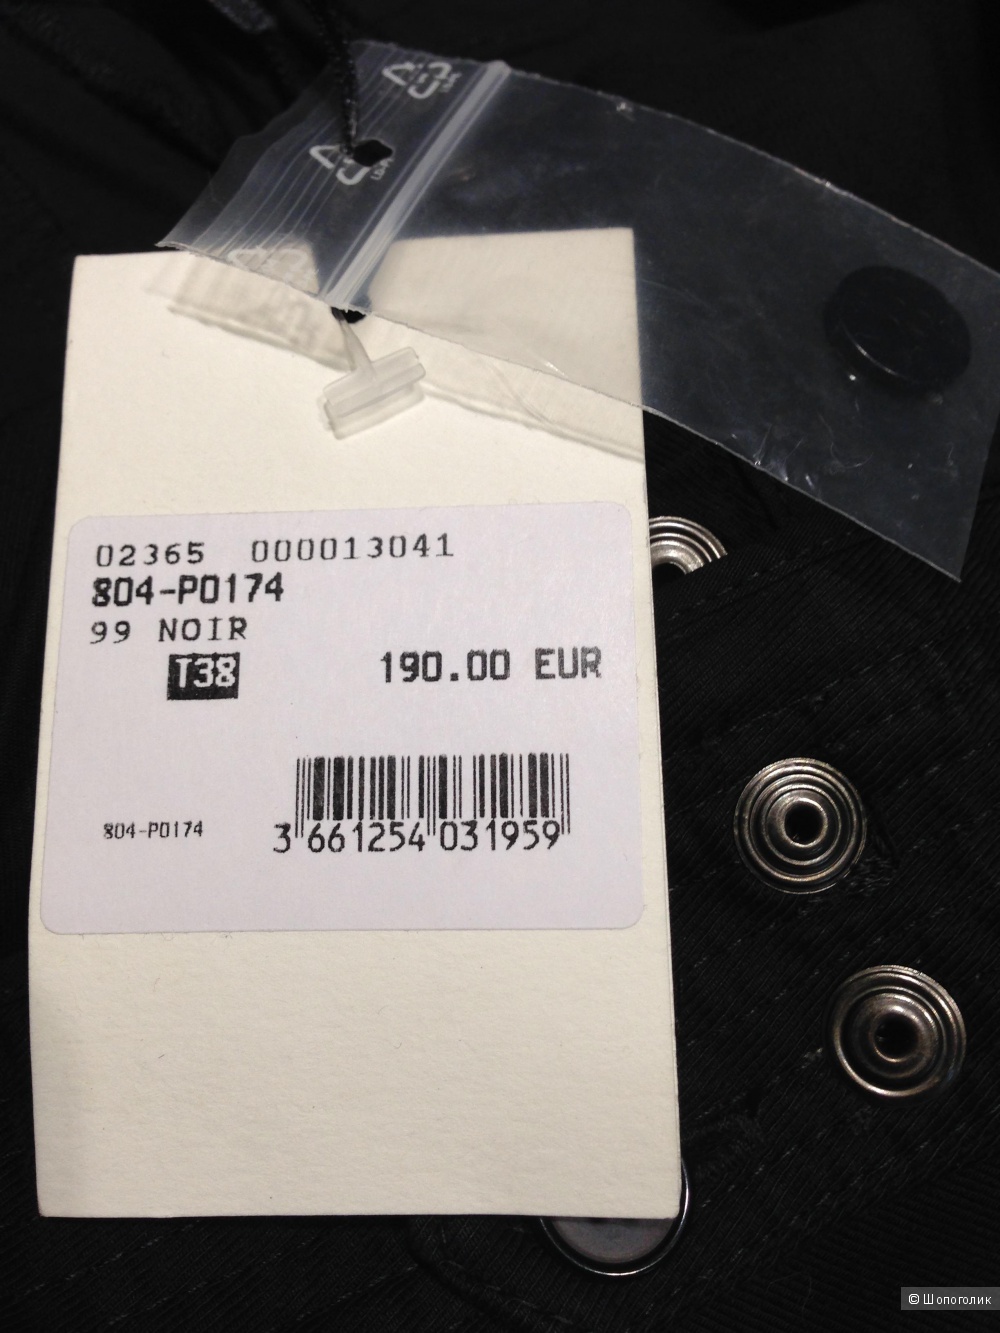 02365 000013041
804-P0174
99 NOIR
T38 190.00 EUR
804-P0174
3 661254 031959
© Шопоголик